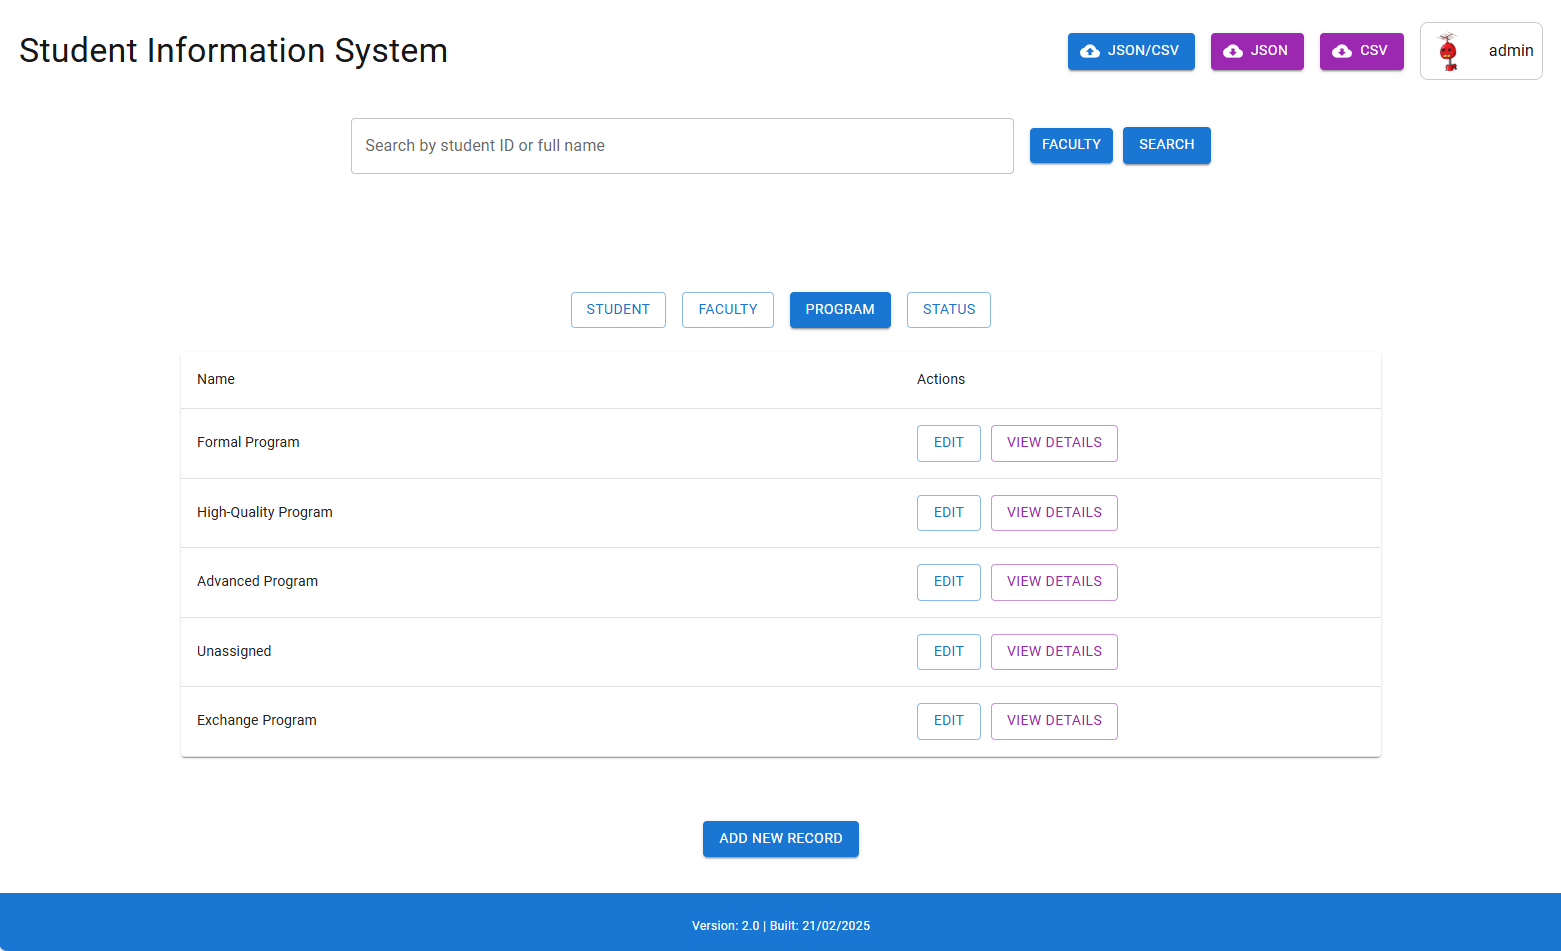 Student Information System
JSON/CSV
JSON
CSV
admin
Search by student ID or full name
FACULTY
SEARCH
STUDENT
FACULTY
PROGRAM
STATUS
Name
Actions
Formal Program
EDIT
VIEW DETAILS
High-Quality Program
EDIT
VIEW DETAILS
Advanced Program
EDIT
VIEW DETAILS
Unassigned
EDIT
VIEW DETAILS
Exchange Program
EDIT
VIEW DETAILS
ADD NEW RECORD
Version: 2.0 | Built: 21/02/2025